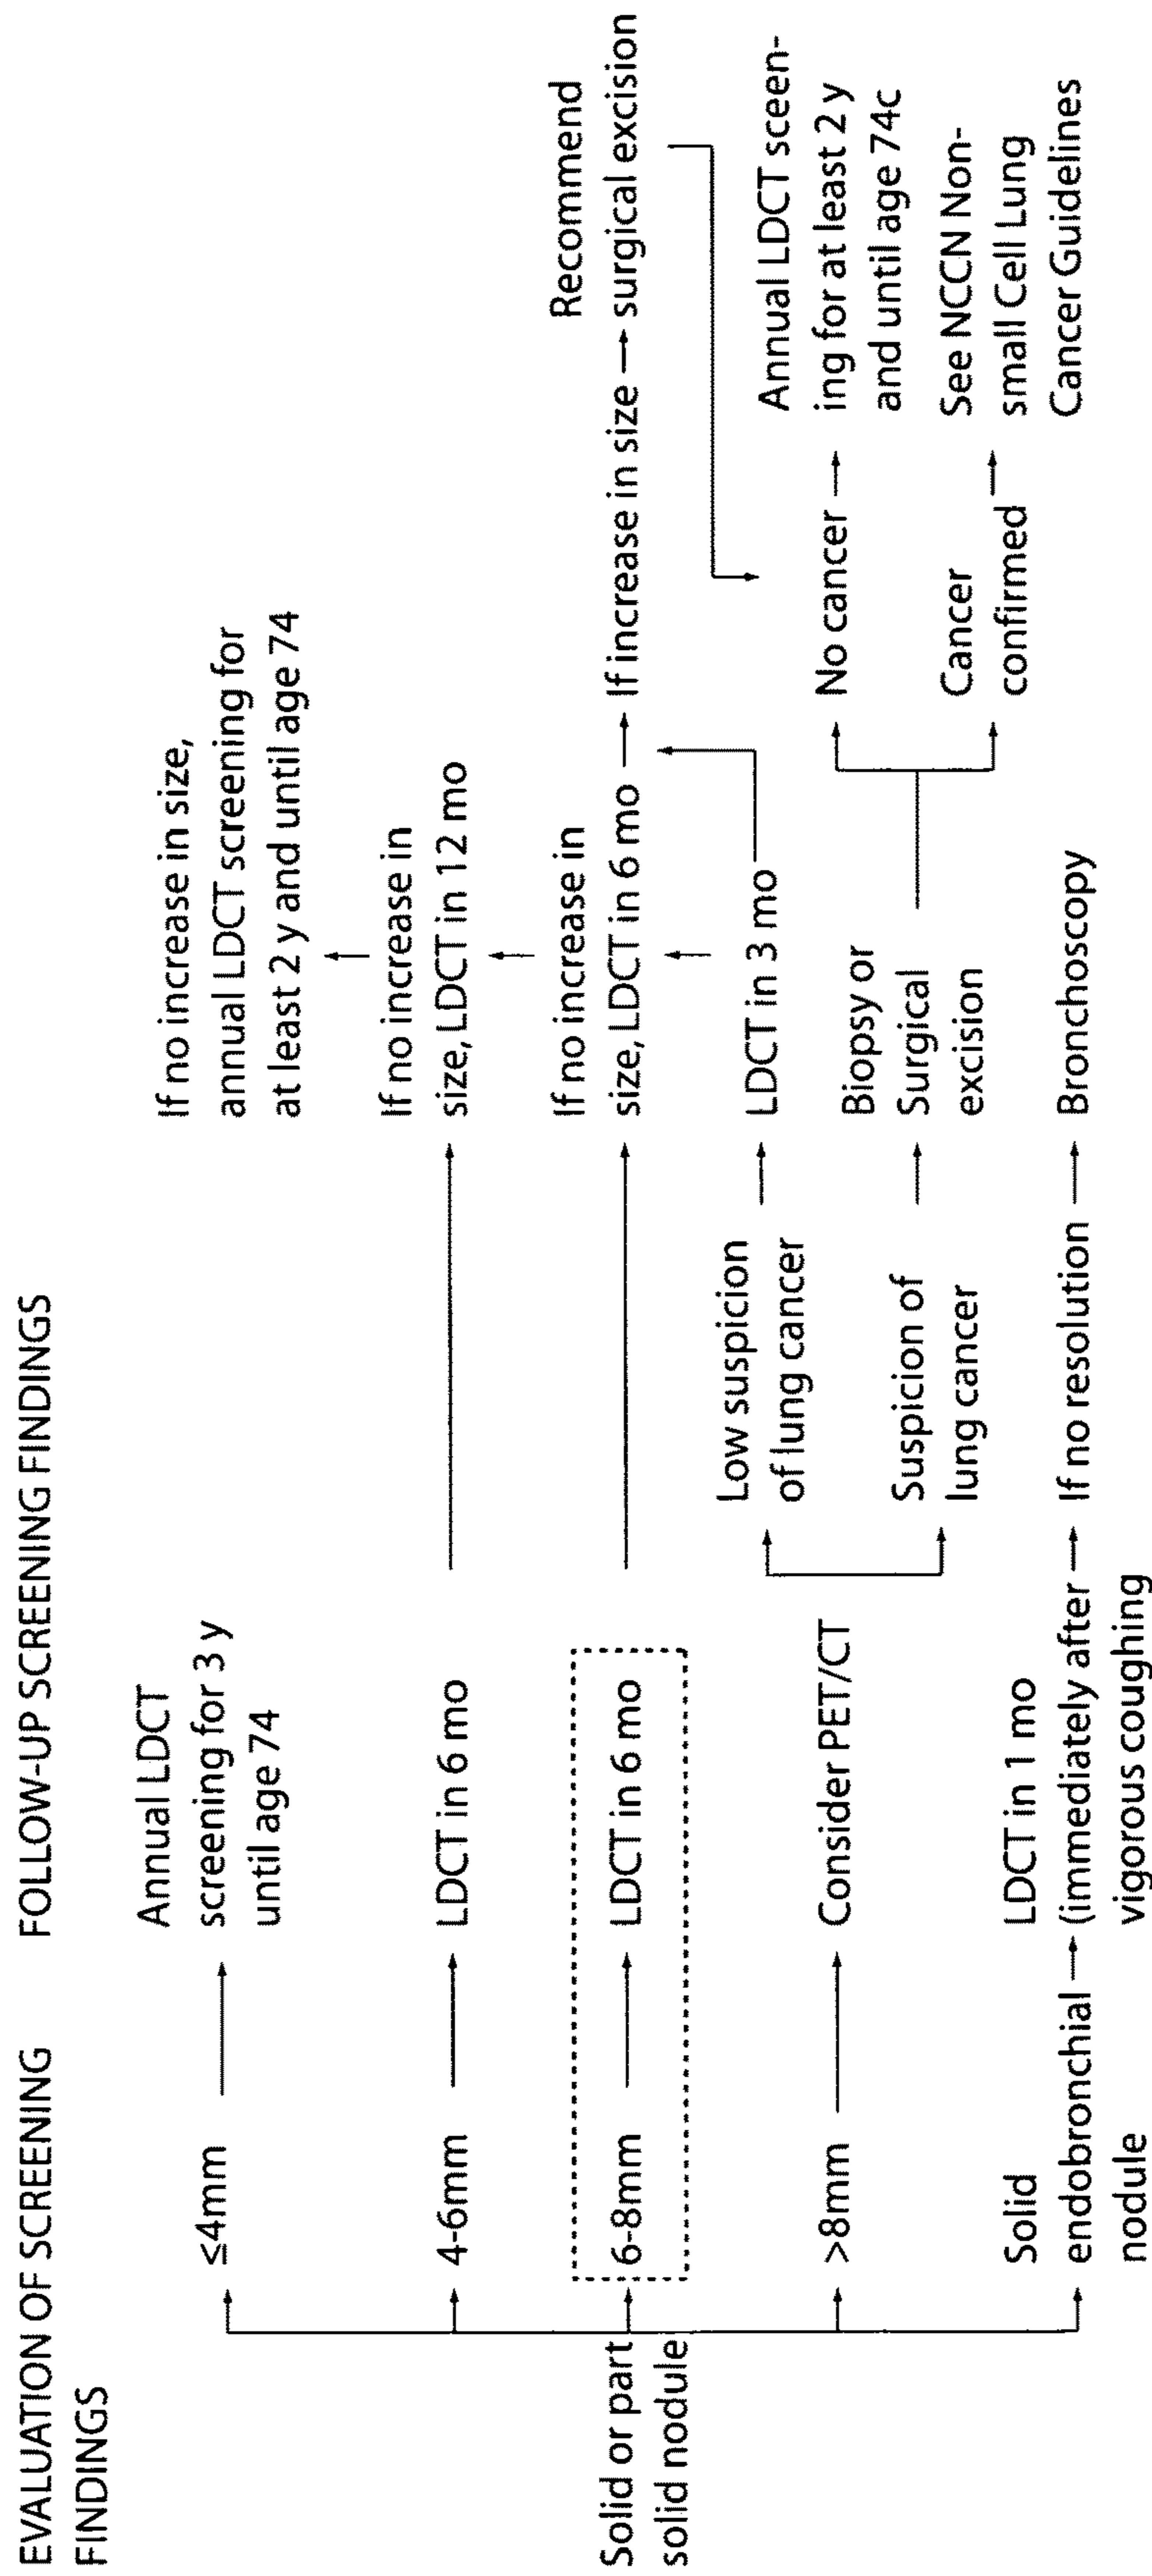 EVALUATION OF SCREENING
FINDINGS
FOLLOW-UP SCREENING FINDINGS
Solid or part
solid nodule
≤4mm
Annual LDCT
screening for 3 y
until age 74
4-6mm
LDCT in 6 mo
If no increase in
size, LDCT in 12 mo
If no increase in size,
annual LDCT screening for
at least 2 y and until age 74
6-8mm
LDCT in 6 mo
If no increase in
size, LDCT in 6 mo
If increase in size
Recommend
surgical excision
>8mm
Consider PET/CT
Low suspicion
of lung cancer
LDCT in 3 mo
Suspicion of
lung cancer
Biopsy or
Surgical
excision
No cancer
Annual LDCT sceen-
ing for at least 2 y
and until age 74c
Cancer
confirmed
See NCCN Non-
small Cell Lung
Cancer Guidelines
Solid
endobronchial
nodule
LDCT in 1 mo
(immediately after
vigorous coughing
If no resolution
Bronchoscopy